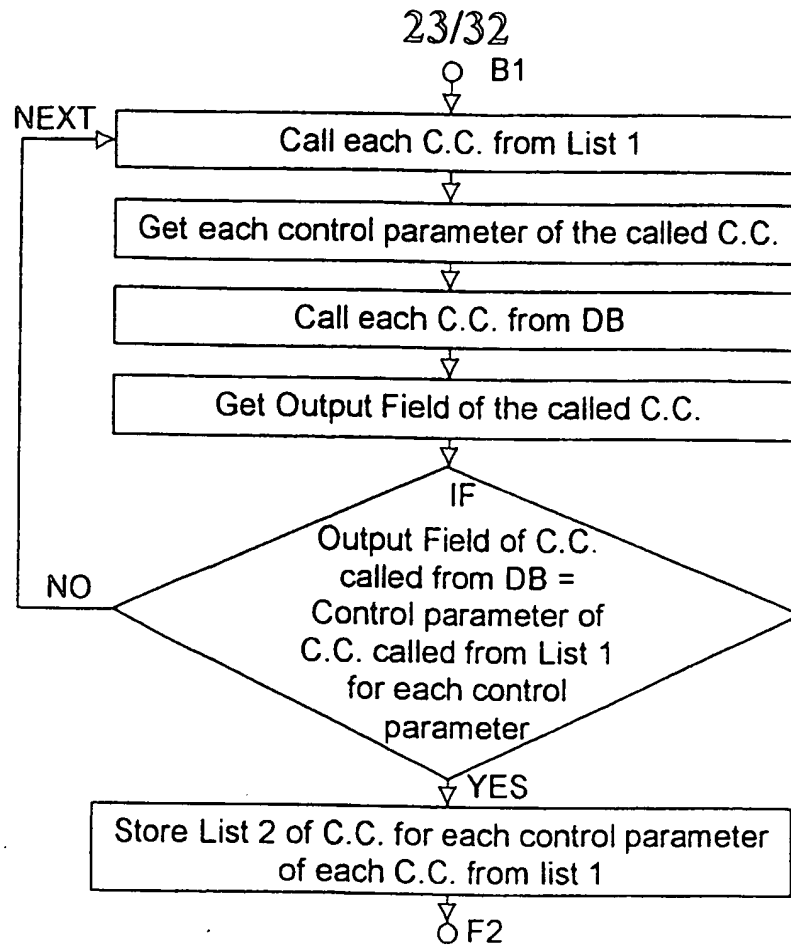 23/32
B1
NEXT
Call each C.C. from List 1
Get each control parameter of the called C.C.
Call each C.C. from DB
Get Output Field of the called C.C.
IF
Output Field of C.C.
called from DB =
Control parameter of
C.C. called from List 1
for each control
parameter
NO
YES
Store List 2 of C.C. for each control parameter
of each C.C. from list 1
F2